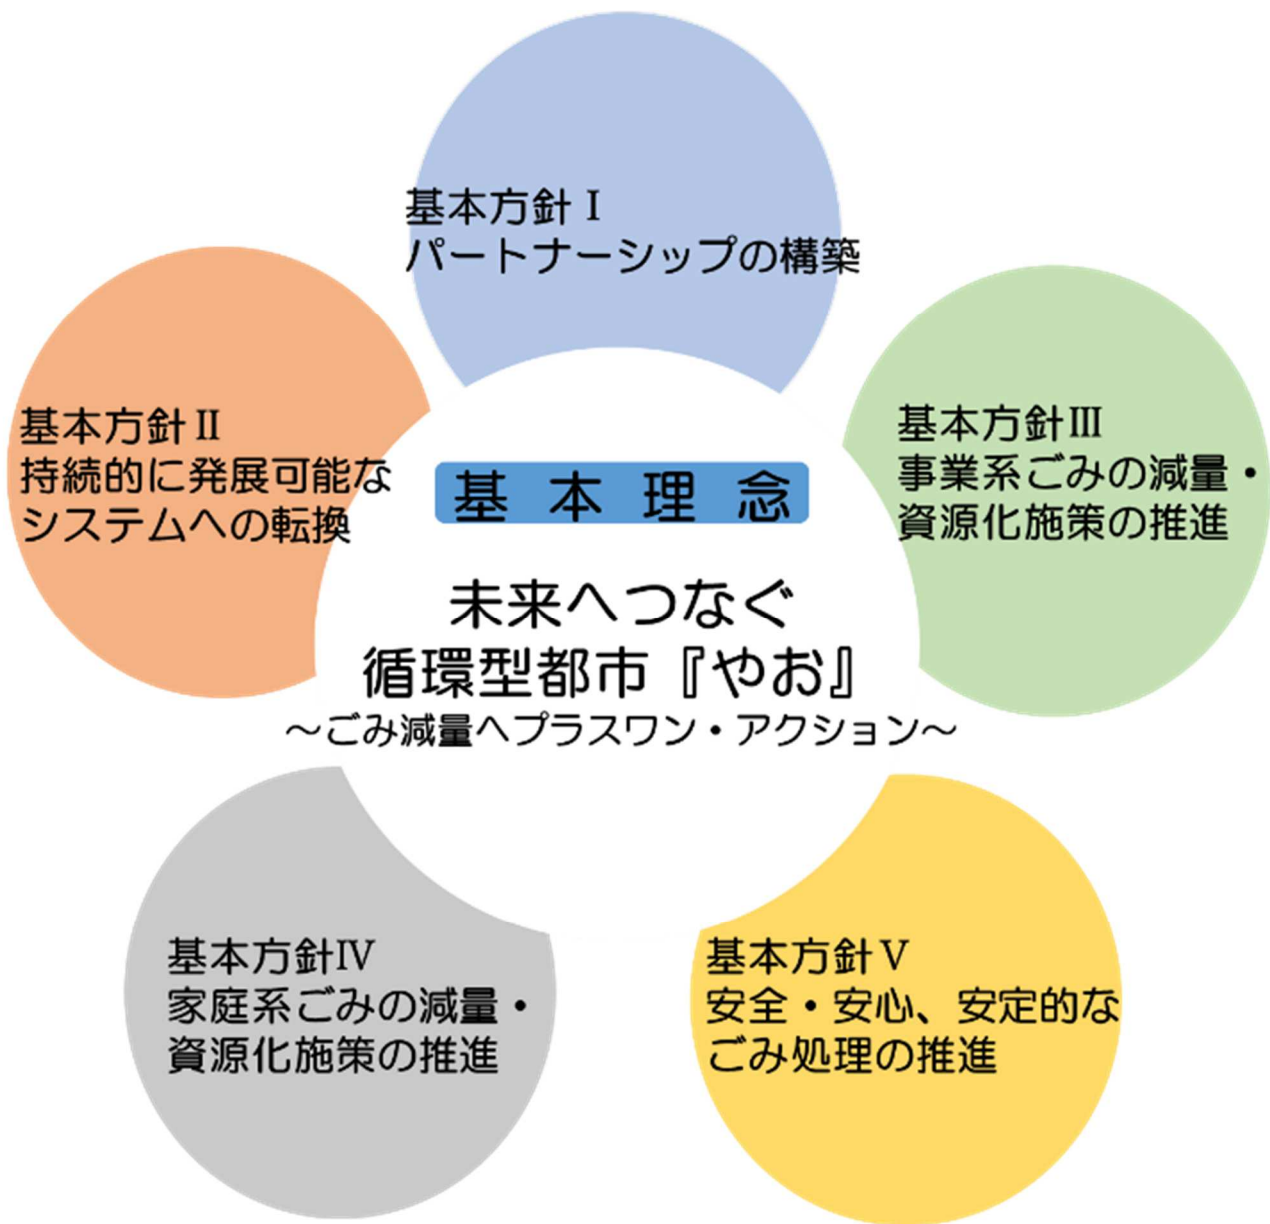 基本方針Ⅰ
パートナーシップの構築
基本方針Ⅱ
持続的に発展可能な
システムへの転換
基本方針Ⅲ
事業系ごみの減量・
資源化施策の推進
基本理念
未来へつなぐ
循環型都市『やお』
～ごみ減量へプラスワン・アクション～
基本方針Ⅳ
家庭系ごみの減量・
資源化施策の推進
基本方針Ⅴ
安全・安心、安定的な
ごみ処理の推進